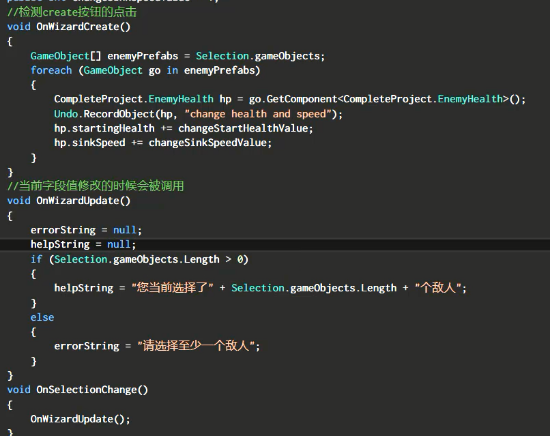 //检测create按钮的点击
void OnWizardCreate()
{
GameObject[] enemyPrefabs = Selection.gameObjects;
foreach (GameObject go in enemyPrefabs)
{
CompleteProject.EnemyHealth hp = go.GetComponent<CompleteProject.EnemyHealth>();
Undo.RecordObject(hp, "change health and speed");
hp.startingHealth += changeStartHealthValue;
hp.sinkSpeed += changeSinkSpeedValue;
}
}
//当前字段值修改的时候会被调用
void OnWizardUpdate()
{
errorString = null;
helpString = null;
if (Selection.gameObjects.Length > 0)
{
helpString = "您当前选择了" + Selection.gameObjects.Length + "个敌人";
}
else
{
errorString = "请选择至少一个敌人";
}
}
void OnSelectionChange()
{
OnWizardUpdate();
}